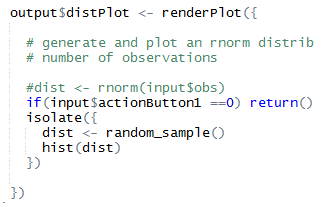 output$distPlot <- renderPlot({
# generate and plot an rnorm distrib
# number of observations
#dist <- rnorm(input$obs)
if(input$actionButton1 ==0) return()
isolate({
dist <- random_sample()
hist(dist)
})
})